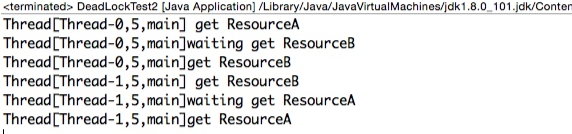 <terminated> DeadLockTest2 [Java Application] /Library/Java/JavaVirtualMachines/jdk1.8.0_101.jdk/Conten
Thread[Thread-0,5,main] get ResourceA
Thread[Thread-0,5,main]waiting get ResourceB
Thread[Thread-0,5,main]get ResourceB
Thread[Thread-1,5,main] get ResourceB
Thread[Thread-1,5,main]waiting get ResourceA
Thread[Thread-1,5,main]get ResourceA